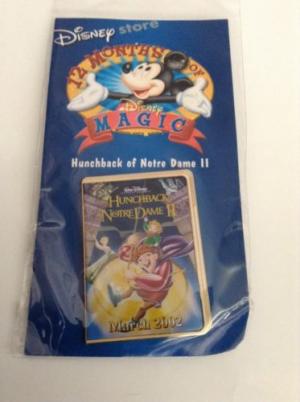 Disney store
12 MONTHS OF
Disney
MAGIC
Hunchback of Notre Dame II
WALT DISNEY
THE HUNCHBACK
OF NOTRE DAME II
March 2002